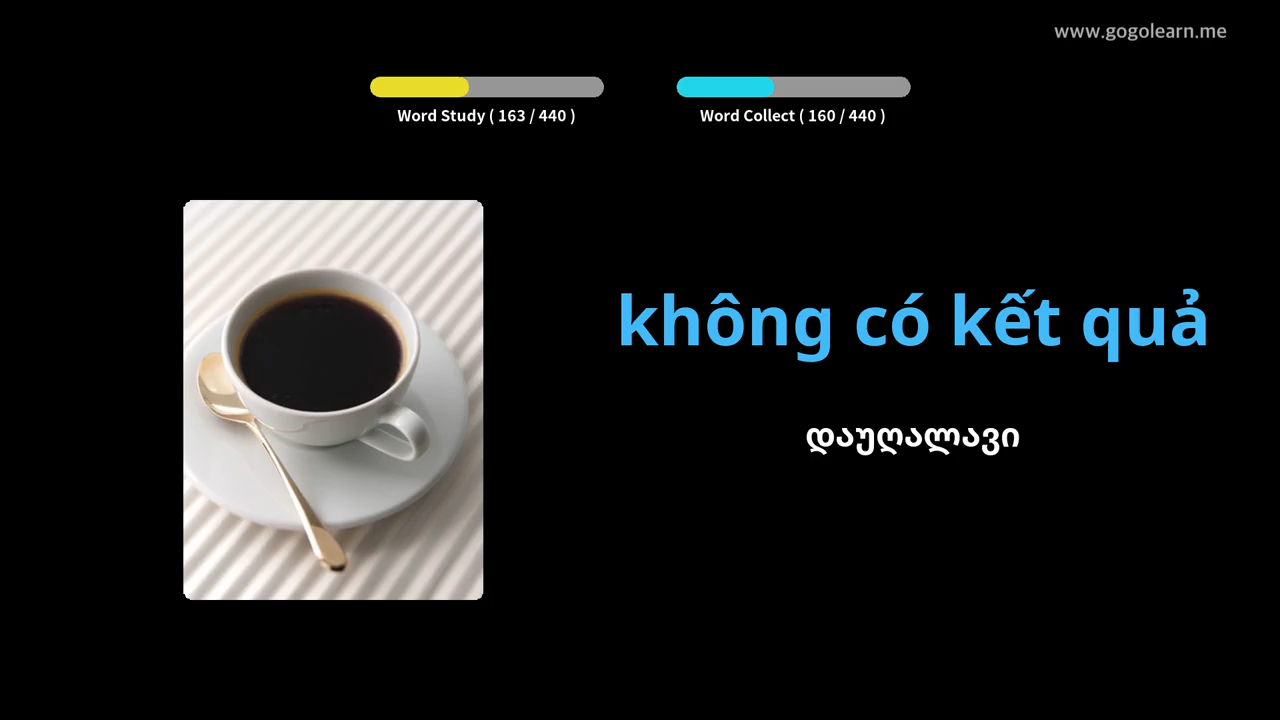 www.gogolearn.me
Word Study ( 163 / 440 )
Word Collect ( 160 / 440 )
không có kết quả
დაუღალავი